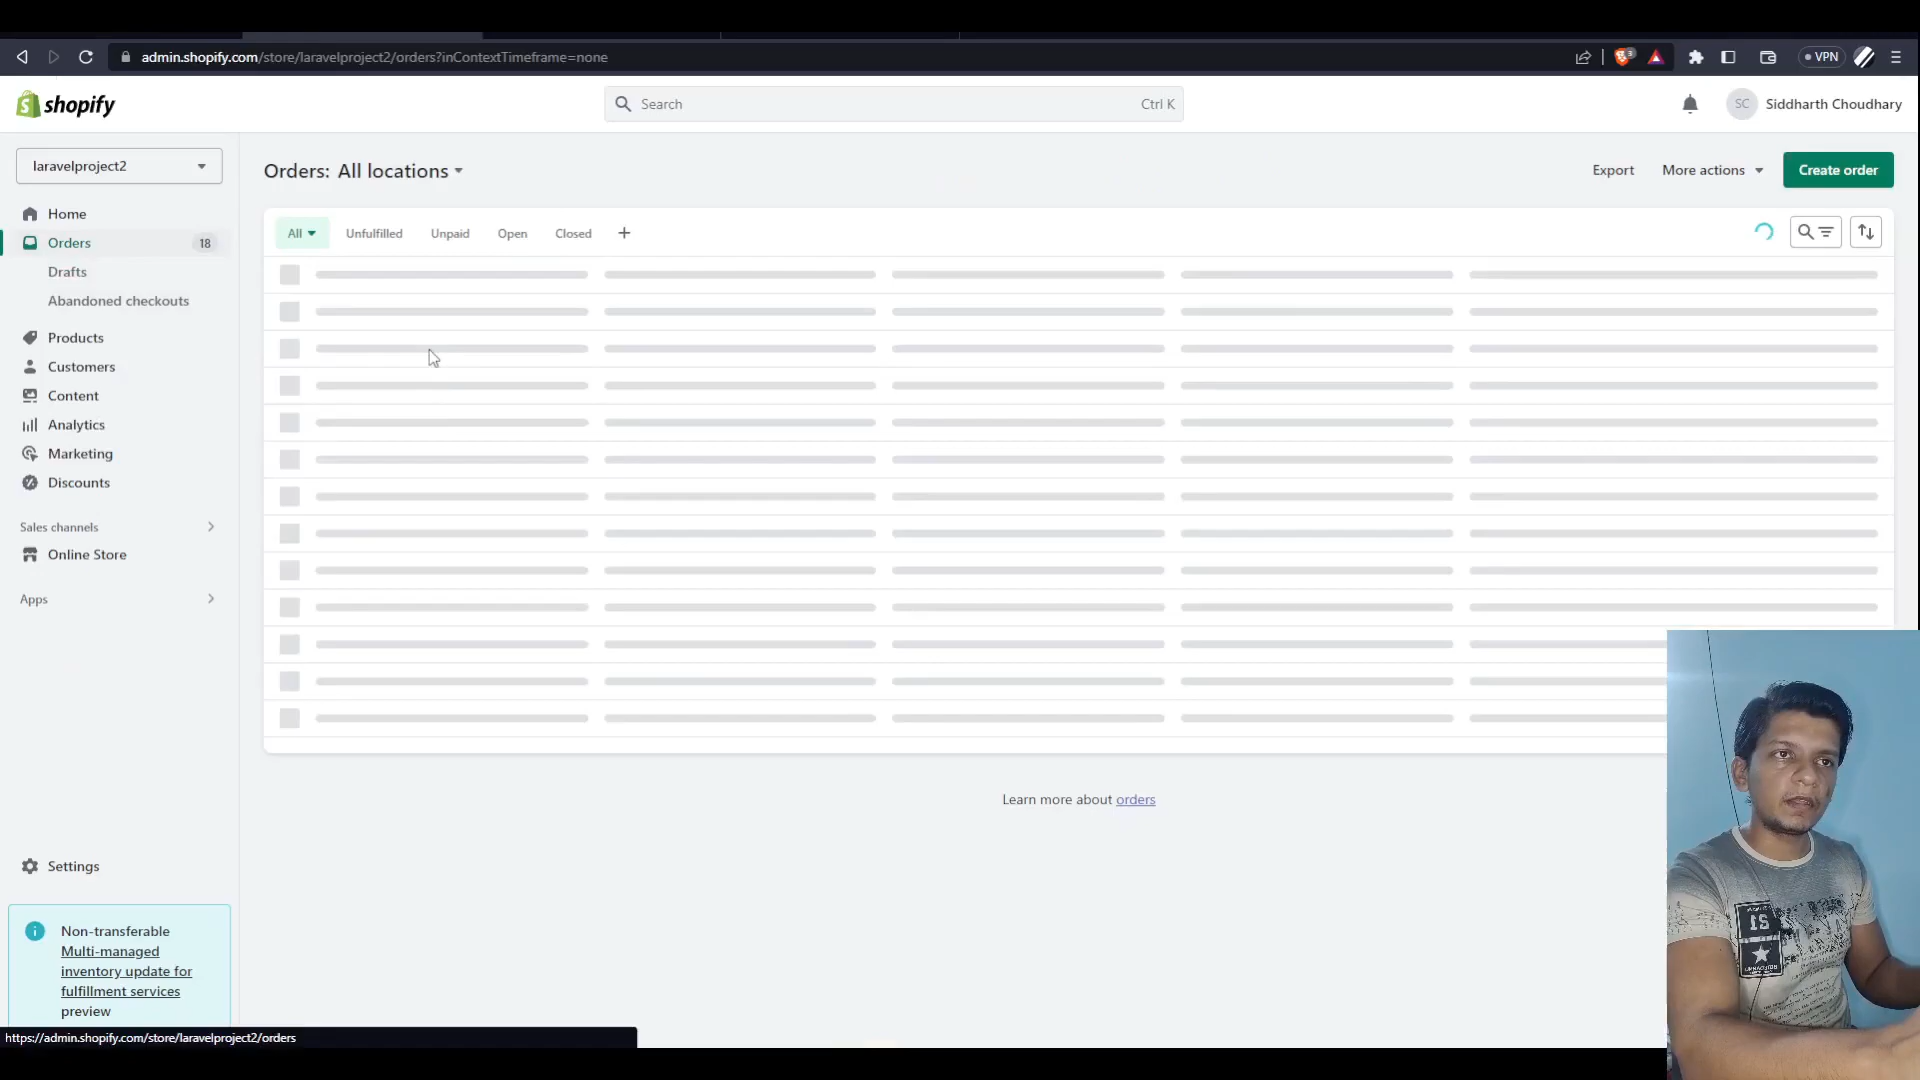 admin.shopify.com/store/laravelproject2/orders?inContextTimeframe=none
3
VPN
shopify
Search
Ctrl K
SC
Siddharth Choudhary
laravelproject2
Orders: All locations
Export
More actions
Create order
Home
Orders
18
Drafts
Abandoned checkouts
Products
Customers
Content
Analytics
Marketing
Discounts
Sales channels
Online Store
Apps
All
Unfulfilled
Unpaid
Open
Closed
Learn more about orders
Settings
Non-transferable
Multi-managed
inventory update for
fulfillment services
preview
https://admin.shopify.com/store/laravelproject2/orders